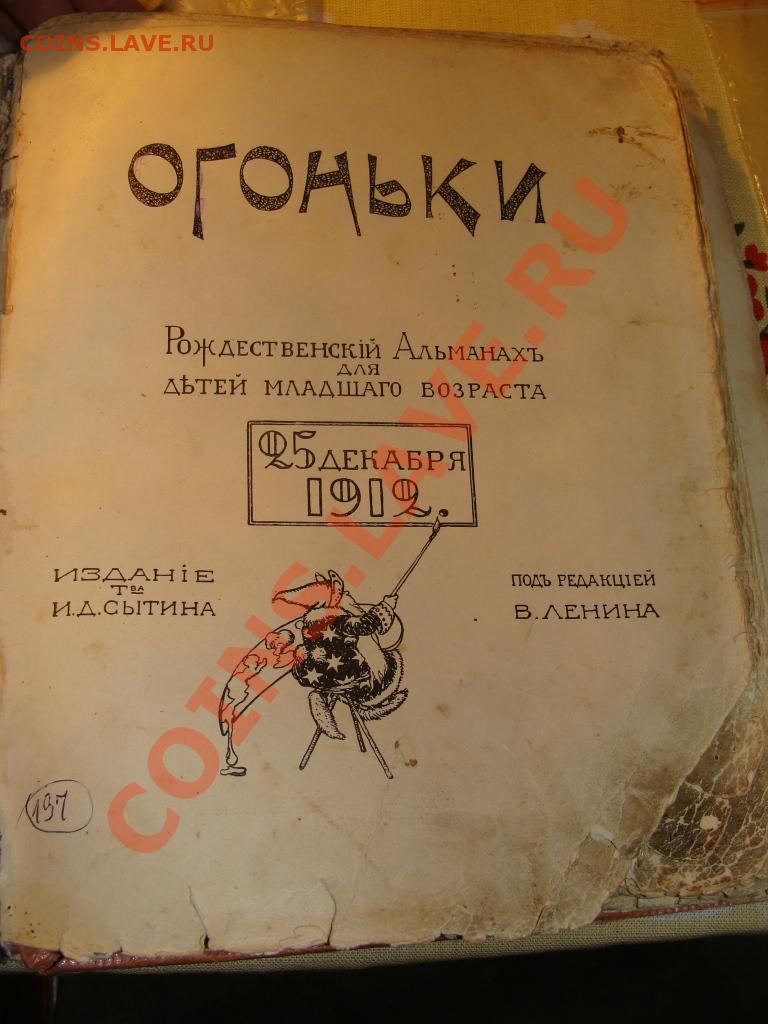 COINS.LAVE.RU
ОГОНЬКИ
РОЖДЕСТВЕНСКІЙ АЛЬМАНАХЪ
ДЛЯ
ДѢТЕЙ МЛАДШАГО ВОЗРАСТА
25 ДЕКАБРЯ
1912.
ИЗДАНІЕ
Тва
И.Д.СЫТИНА
ПОДЪ РЕДАКЦІЕЙ
В.ЛЕНИНА
197
COINS.LAVE.RU